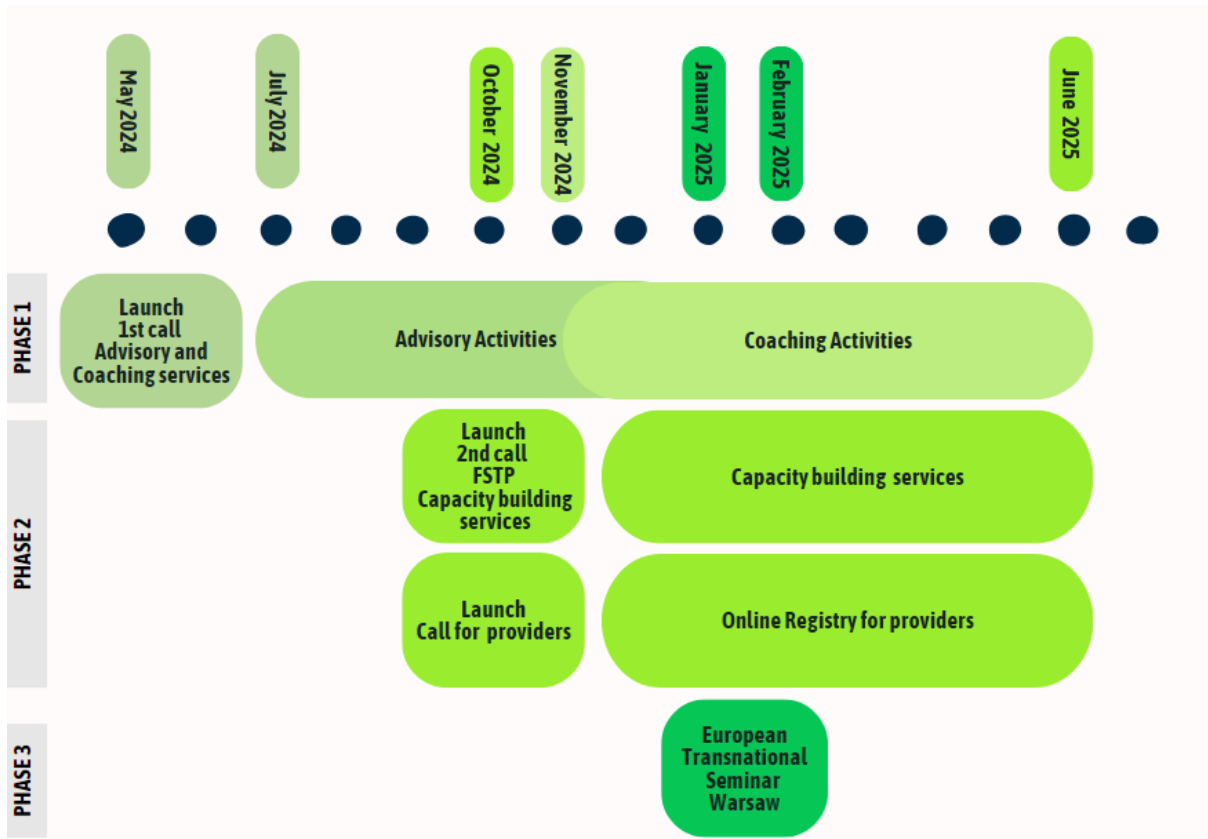 May 2024
July 2024
October 2024
November 2024
January 2025
February 2025
June 2025
PHASE 1
Launch
1st call
Advisory and
Coaching services
Advisory Activities
Coaching Activities
PHASE 2
Launch
2nd call
FSTP
Capacity building
services
Capacity building services
Launch
Call for providers
Online Registry for providers
PHASE 3
European
Transnational
Seminar
Warsaw